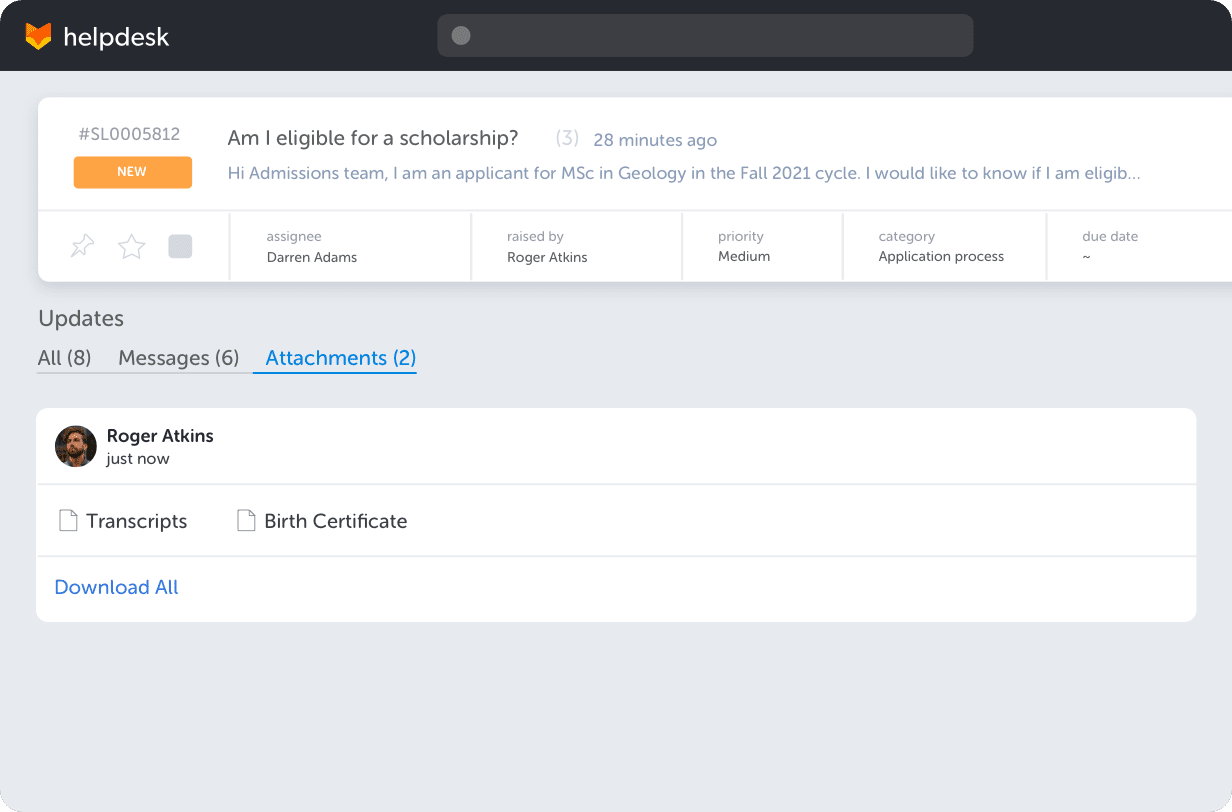 helpdesk
#SL0005812
NEW
Am I eligible for a scholarship? (3) 28 minutes ago
Hi Admissions team, I am an applicant for MSc in Geology in the Fall 2021 cycle. I would like to know if I am eligib...
assignee
Darren Adams
raised by
Roger Atkins
priority
Medium
category
Application process
due date
~
Updates
All (8) Messages (6) Attachments (2)
Roger Atkins
just now
Transcripts Birth Certificate
Download All